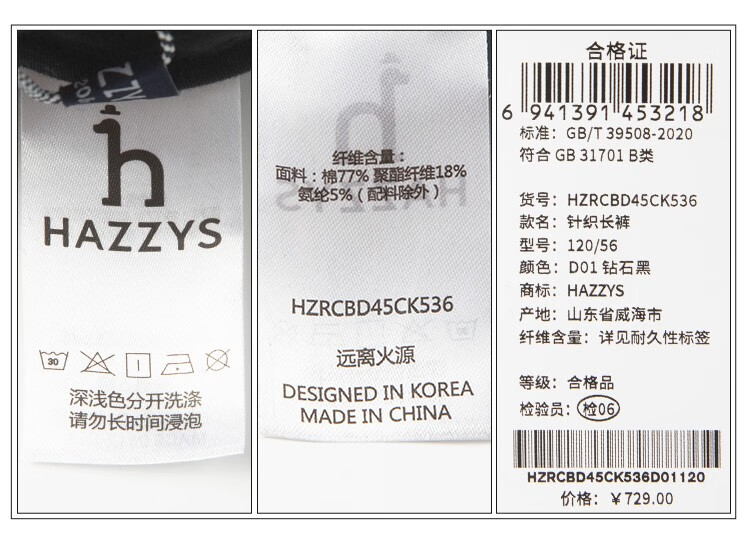 HAZZYS
30
深浅色分开洗涤
请勿长时间浸泡
纤维含量：
面料：棉77% 聚酯纤维18%
氨纶5%（配料除外）
HZRCBD45CK536
远离火源
DESIGNED IN KOREA
MADE IN CHINA
合格证
6 941391 453218
标准： GB/T 39508-2020
符合 GB 31701 B类
货号： HZRCBD45CK536
款名： 针织长裤
型号： 120/56
颜色： D01 钻石黑
商标： HAZZYS
产地： 山东省威海市
纤维含量： 详见耐久性标签
等级： 合格品
检验员： 检06
HZRCBD45CK536D01120
价格： ￥729.00